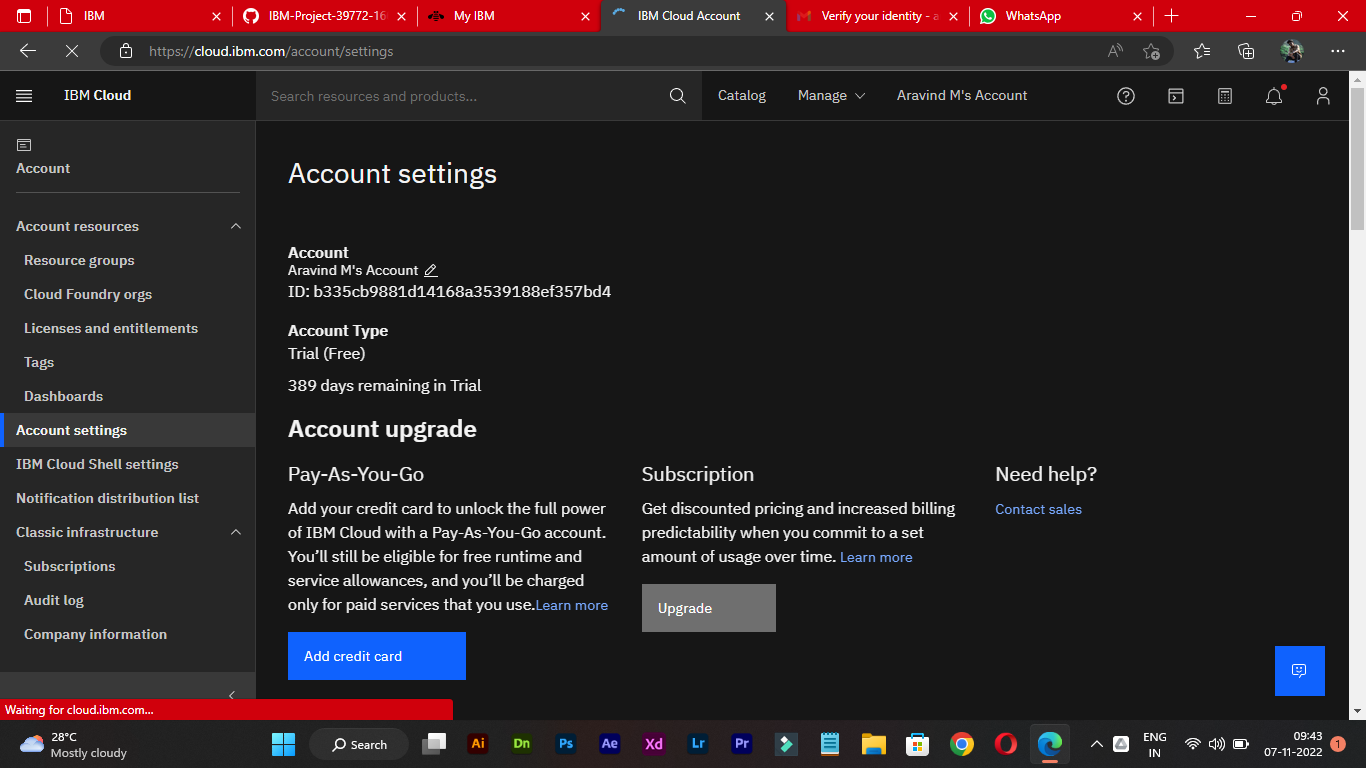 IBM
IBM-Project-39772-16
My IBM
IBM Cloud Account
Verify your identity - a
WhatsApp
https://cloud.ibm.com/account/settings
IBM Cloud
Search resources and products...
Catalog
Manage
Aravind M's Account
Account
Account resources
Resource groups
Cloud Foundry orgs
Licenses and entitlements
Tags
Dashboards
Account settings
IBM Cloud Shell settings
Notification distribution list
Classic infrastructure
Subscriptions
Audit log
Company information
Account settings
Account
Aravind M's Account
ID: b335cb9881d14168a3539188ef357bd4
Account Type
Trial (Free)
389 days remaining in Trial
Account upgrade
Pay-As-You-Go
Add your credit card to unlock the full power
of IBM Cloud with a Pay-As-You-Go account.
You'll still be eligible for free runtime and
service allowances, and you'll be charged
only for paid services that you use.Learn more
Add credit card
Subscription
Get discounted pricing and increased billing
predictability when you commit to a set
amount of usage over time. Learn more
Upgrade
Need help?
Contact sales
Waiting for cloud.ibm.com...
28°C
Mostly cloudy
Search
Ai
Dn
Ps
Ae
Xd
Lr
Pr
ENG
IN
09:43
07-11-2022
1